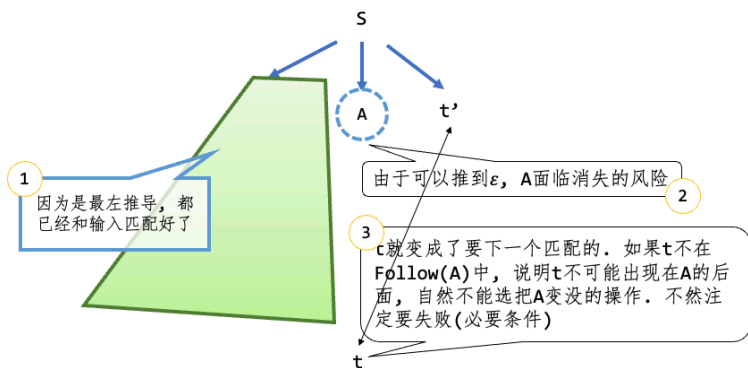 S
A
t’
1
因为是最左推导, 都
已经和输入匹配好了
由于可以推到ε, A面临消失的风险
2
3
t就变成了要下一个匹配的. 如果t不在
Follow(A)中, 说明t不可能出现在A的后
面, 自然不能选把A变没的操作. 不然注
定要失败(必要条件)
t